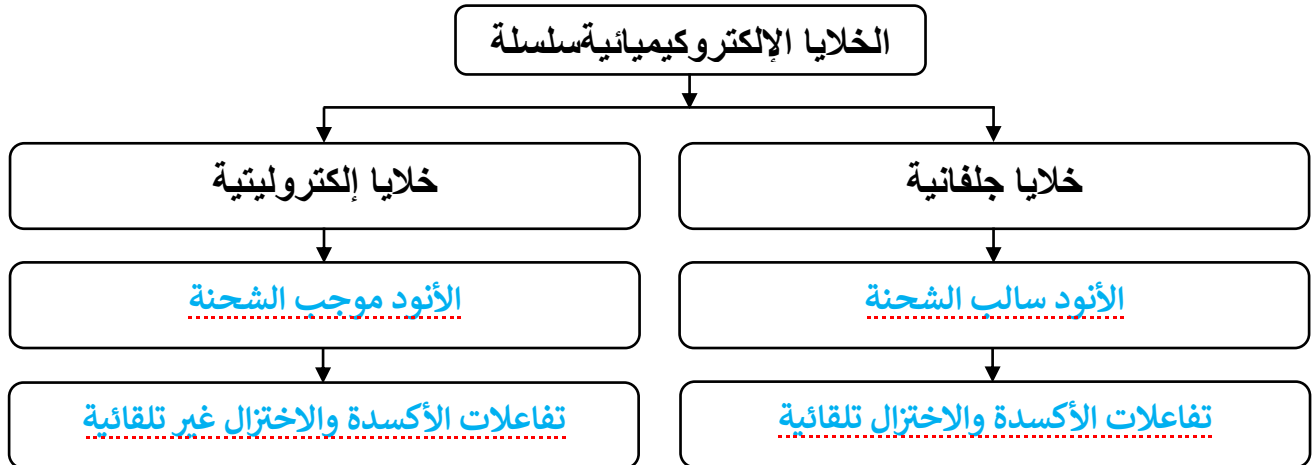 الخلايا الإلكتروكيميائيةسلسلة
خلايا جلفانية
خلايا إلكتروليتية
الأنود سالب الشحنة
الأنود موجب الشحنة
تفاعلات الأكسدة والاختزال تلقائية
تفاعلات الأكسدة والاختزال غير تلقائية